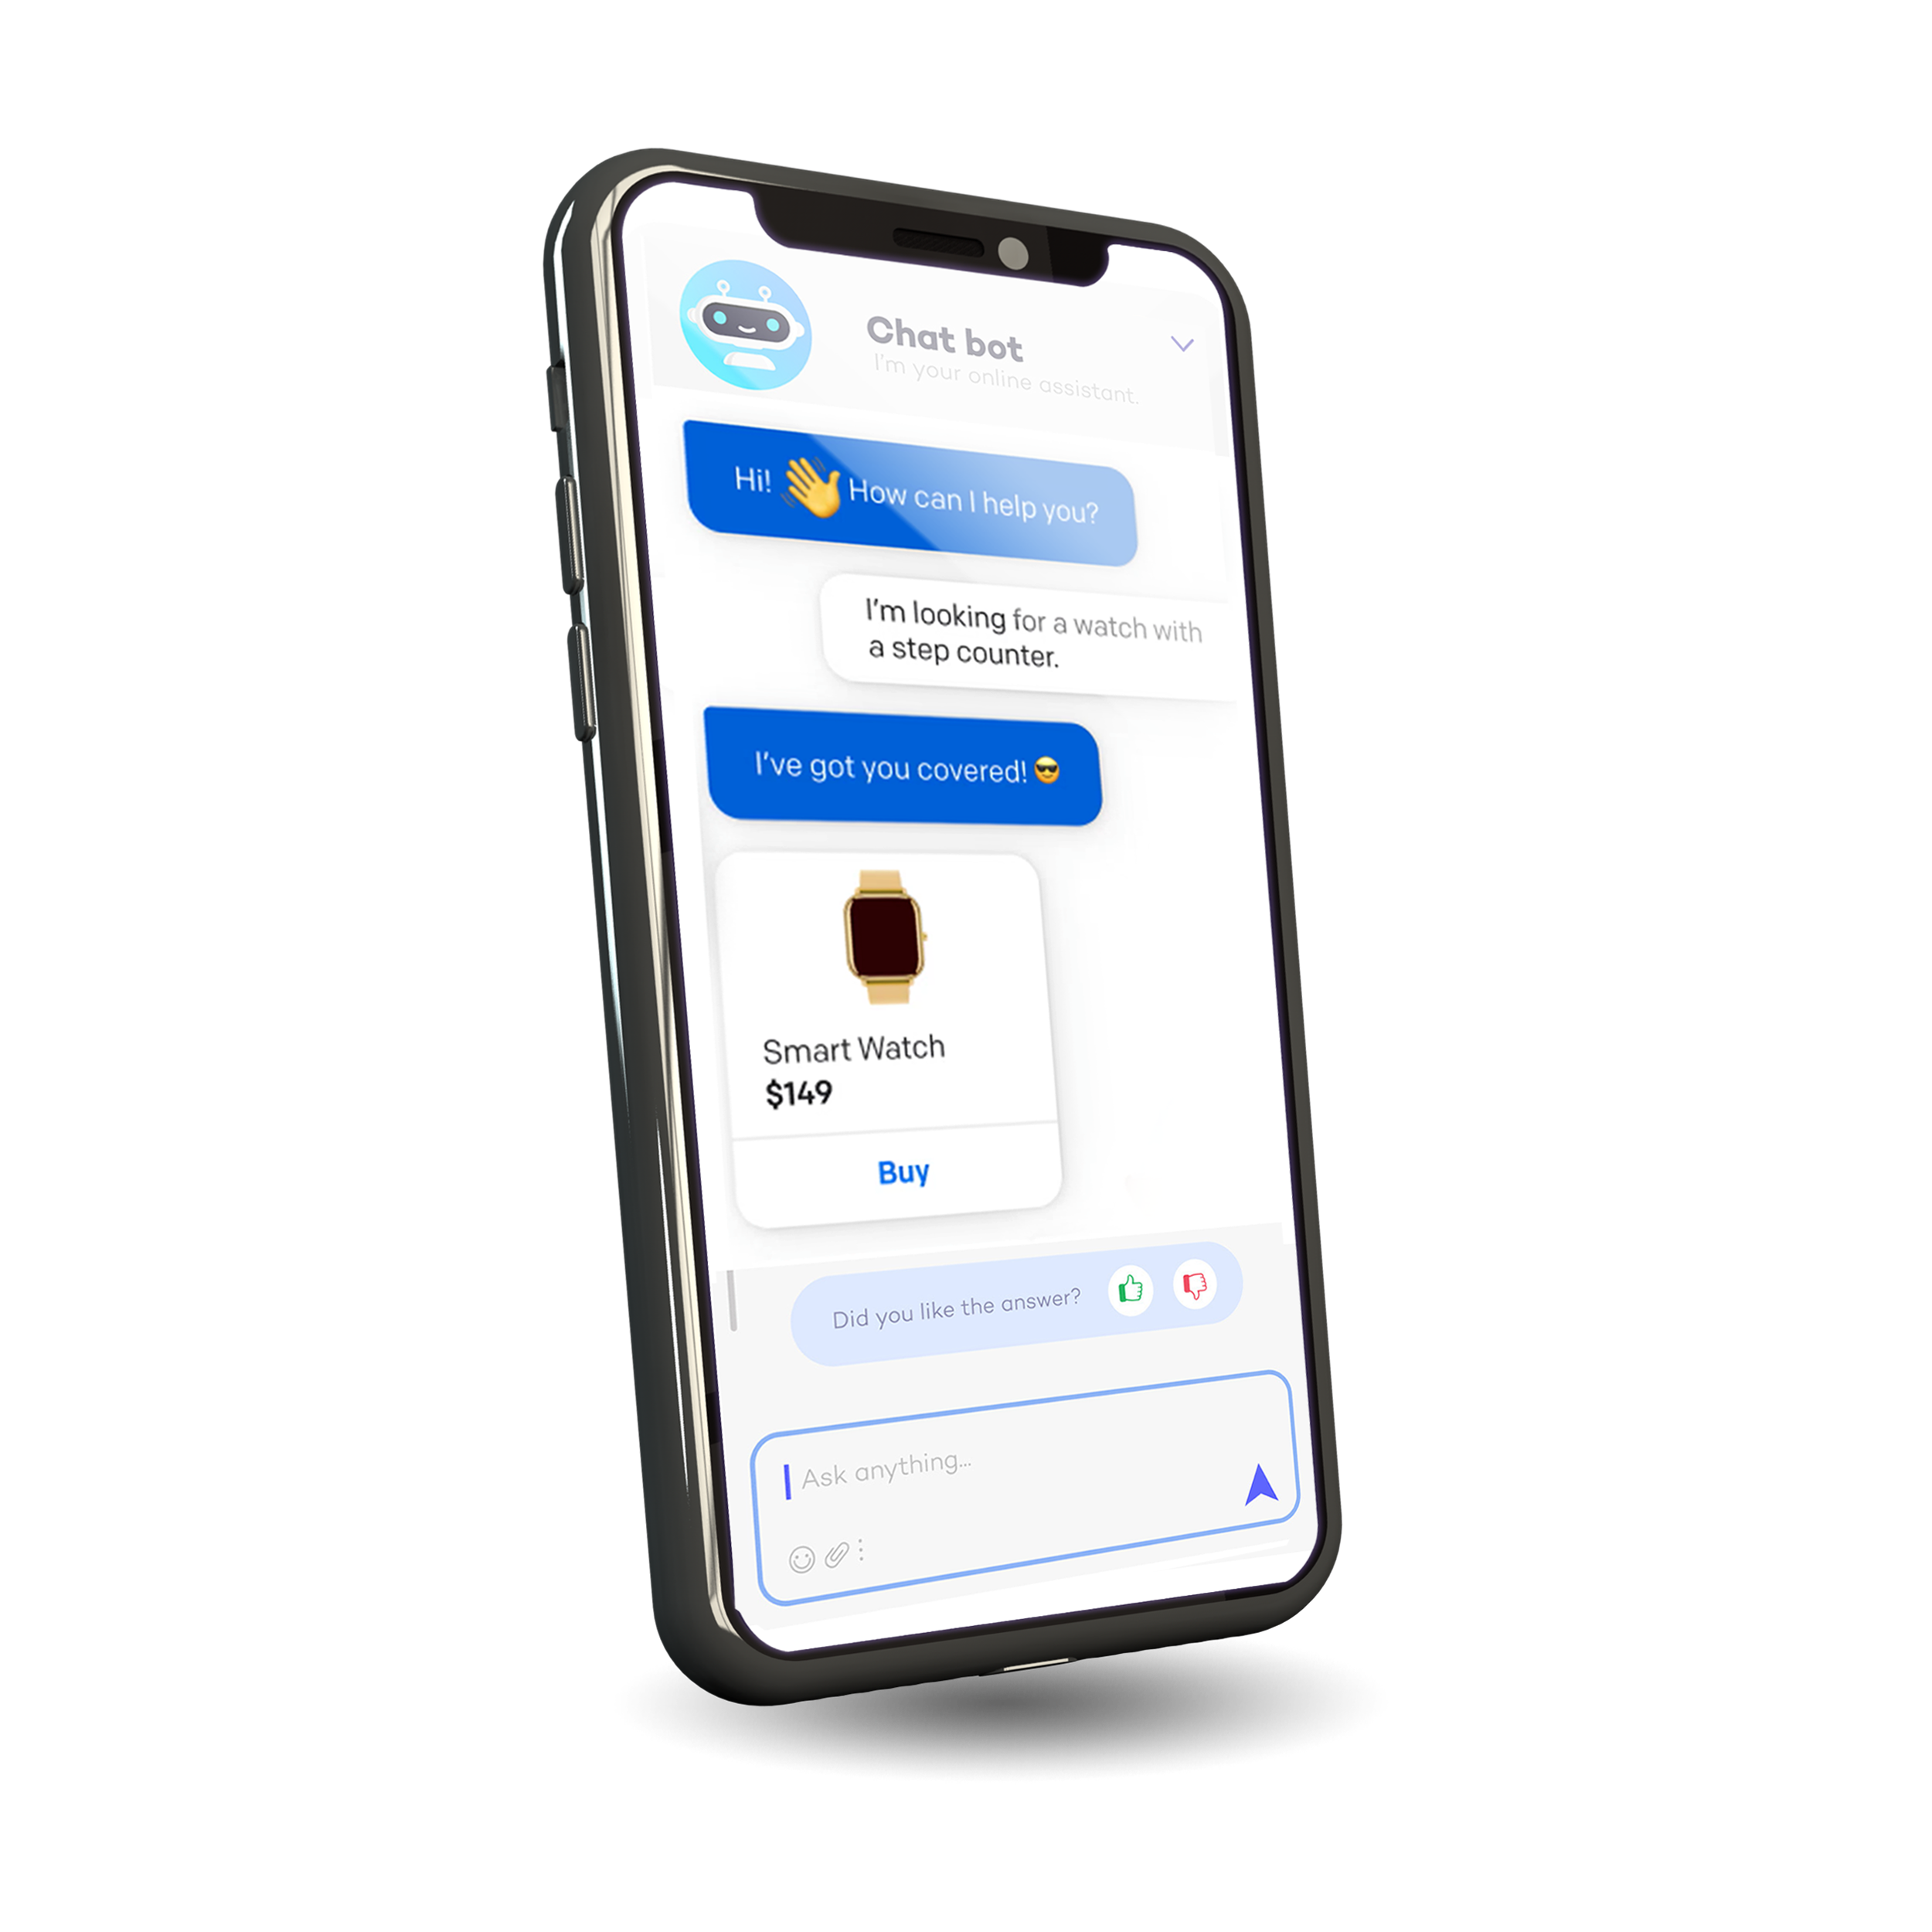 Chat bot
I'm your online assistant.
Hi! 👋 How can I help you?
I'm looking for a watch with
a step counter.
I've got you covered! 😎
Smart Watch
$149
Buy
Did you like the answer?
Ask anything...